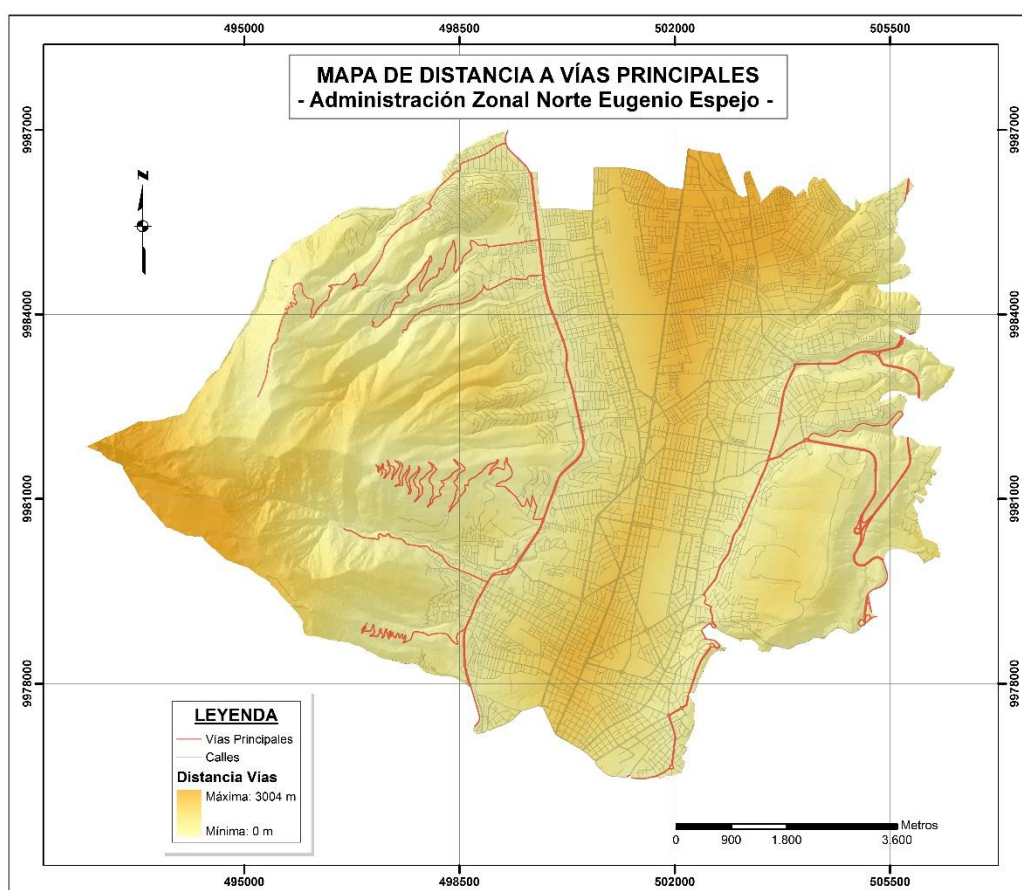 495000 498500 502000 505500
MAPA DE DISTANCIA A VÍAS PRINCIPALES
- Administración Zonal Norte Eugenio Espejo -
9987000 9987000
N
9984000 9984000
9981000 9981000
9978000 9978000
LEYENDA
Vías Principales
Calles
Distancia Vías
Máxima: 3004 m
Mínima: 0 m
Metros
0 900 1.800 3.600
495000 498500 502000 505500